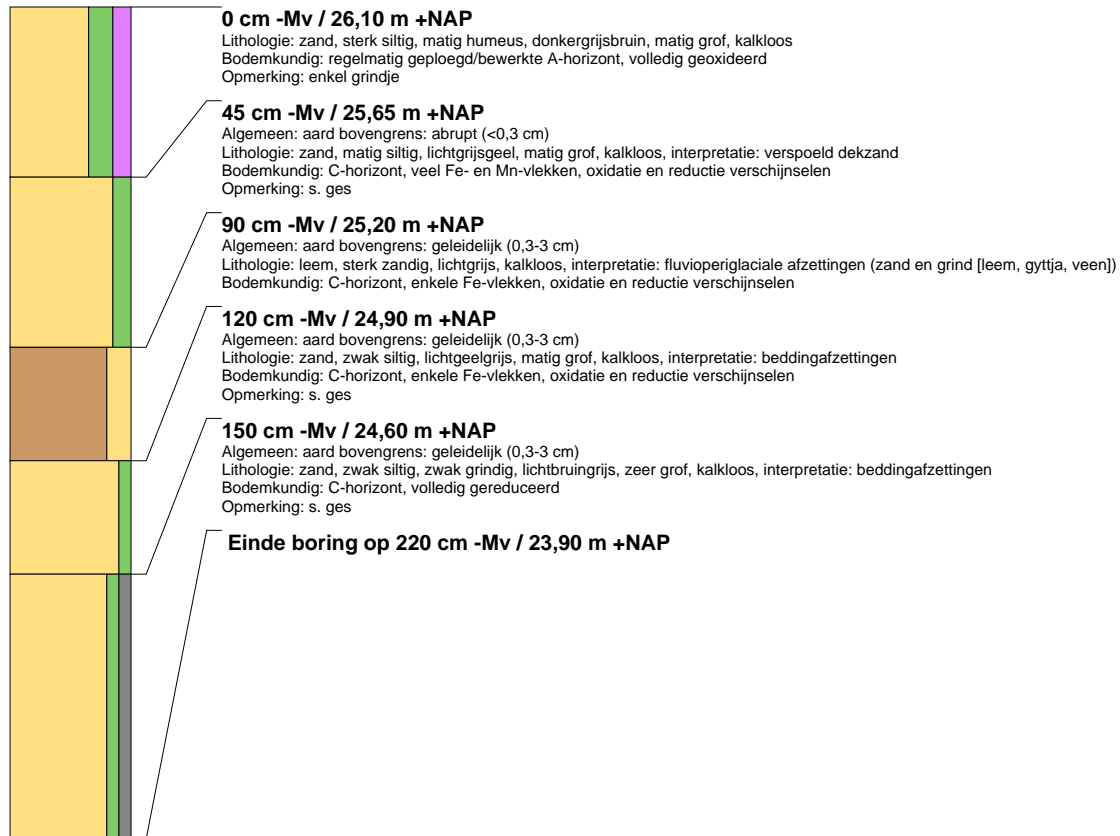 0 cm -Mv / 26,10 m +NAP
Lithologie: zand, sterk siltig, matig humeus, donkergrijsbruin, matig grof, kalkloos
Bodemkundig: regelmatig geploegd/bewerkte A-horizont, volledig geoxideerd
Opmerking: enkel grindje
45 cm -Mv / 25,65 m +NAP
Algemeen: aard bovengrens: abrupt (<0,3 cm)
Lithologie: zand, matig siltig, lichtgrijsgeel, matig grof, kalkloos, interpretatie: verspoeld dekzand
Bodemkundig: C-horizont, veel Fe- en Mn-vlekken, oxidatie en reductie verschijnselen
Opmerking: s. ges
90 cm -Mv / 25,20 m +NAP
Algemeen: aard bovengrens: geleidelijk (0,3-3 cm)
Lithologie: leem, sterk zandig, lichtgrijs, kalkloos, interpretatie: fluvioperiglaciale afzettingen (zand en grind [leem, gyttja, veen])
Bodemkundig: C-horizont, enkele Fe-vlekken, oxidatie en reductie verschijnselen
120 cm -Mv / 24,90 m +NAP
Algemeen: aard bovengrens: geleidelijk (0,3-3 cm)
Lithologie: zand, zwak siltig, lichtgeelgrijs, matig grof, kalkloos, interpretatie: beddingafzettingen
Bodemkundig: C-horizont, enkele Fe-vlekken, oxidatie en reductie verschijnselen
Opmerking: s. ges
150 cm -Mv / 24,60 m +NAP
Algemeen: aard bovengrens: geleidelijk (0,3-3 cm)
Lithologie: zand, zwak siltig, zwak grindig, lichtbruingrijs, zeer grof, kalkloos, interpretatie: beddingafzettingen
Bodemkundig: C-horizont, volledig gereduceerd
Opmerking: s. ges
Einde boring op 220 cm -Mv / 23,90 m +NAP